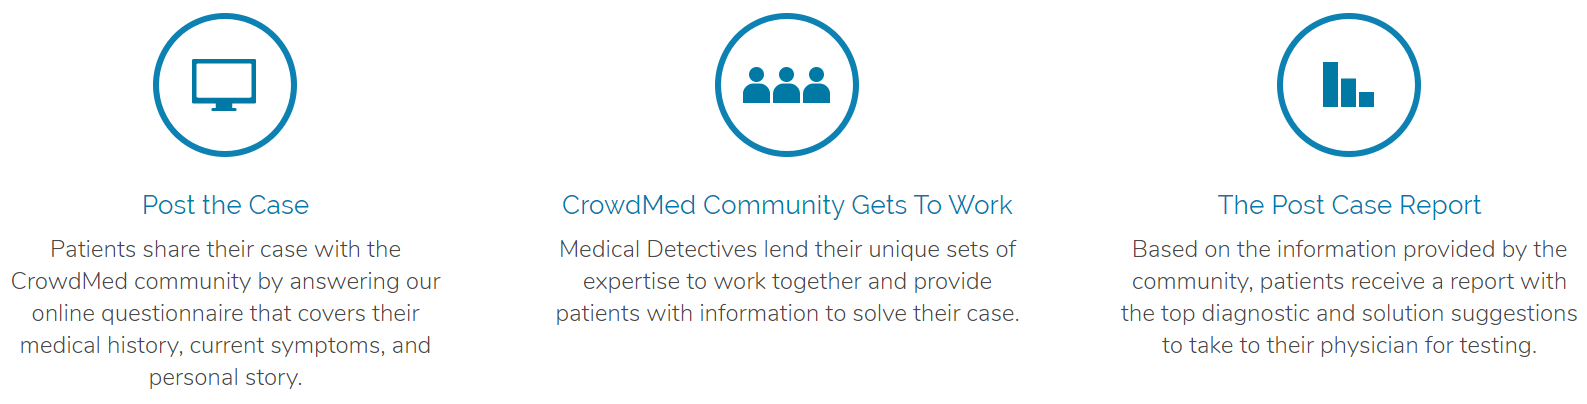 Post the Case
Patients share their case with the
CrowdMed community by answering our
online questionnaire that covers their
medical history, current symptoms, and
personal story.
CrowdMed Community Gets To Work
Medical Detectives lend their unique sets of
expertise to work together and provide
patients with information to solve their case.
The Post Case Report
Based on the information provided by the
community, patients receive a report with
the top diagnostic and solution suggestions
to take to their physician for testing.